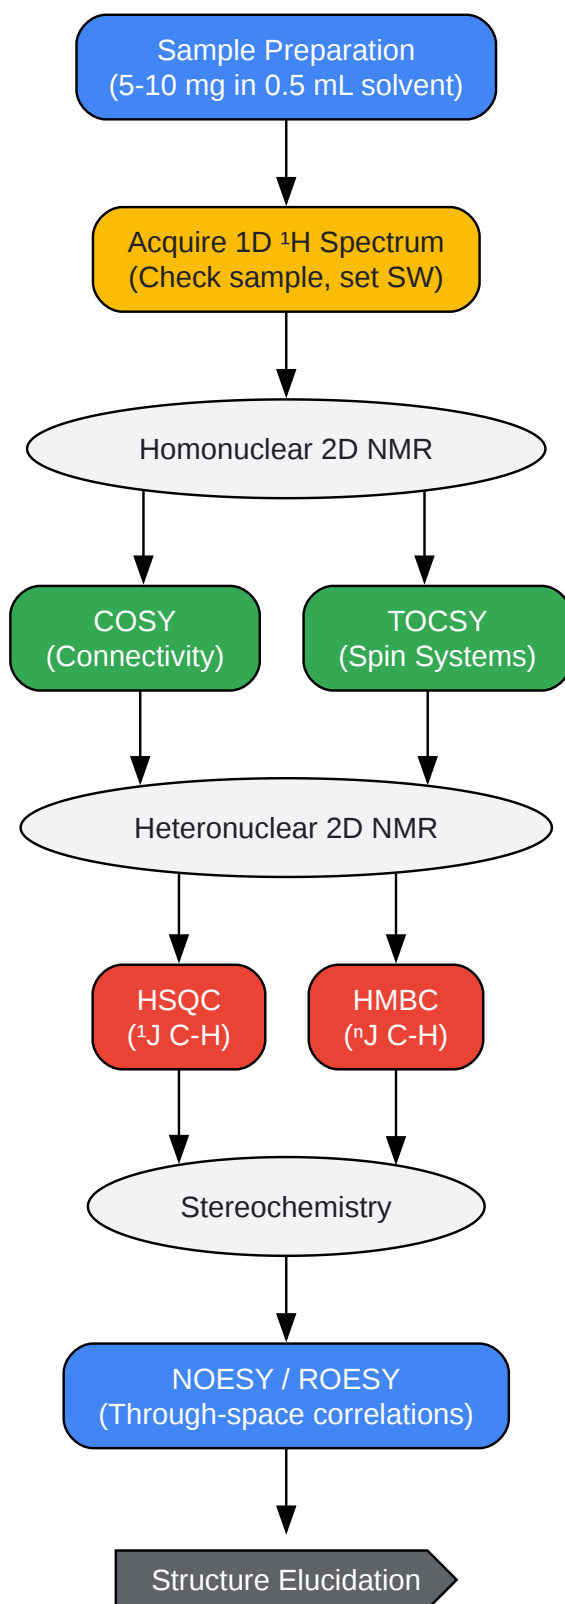 Sample Preparation
(5-10 mg in 0.5 mL solvent)
Acquire 1D ¹H Spectrum
(Check sample, set SW)
Homonuclear 2D NMR
COSY
(Connectivity)
TOCSY
(Spin Systems)
Heteronuclear 2D NMR
HSQC
(¹J C-H)
HMBC
(ⁿJ C-H)
Stereochemistry
NOESY / ROESY
(Through-space correlations)
Structure Elucidation